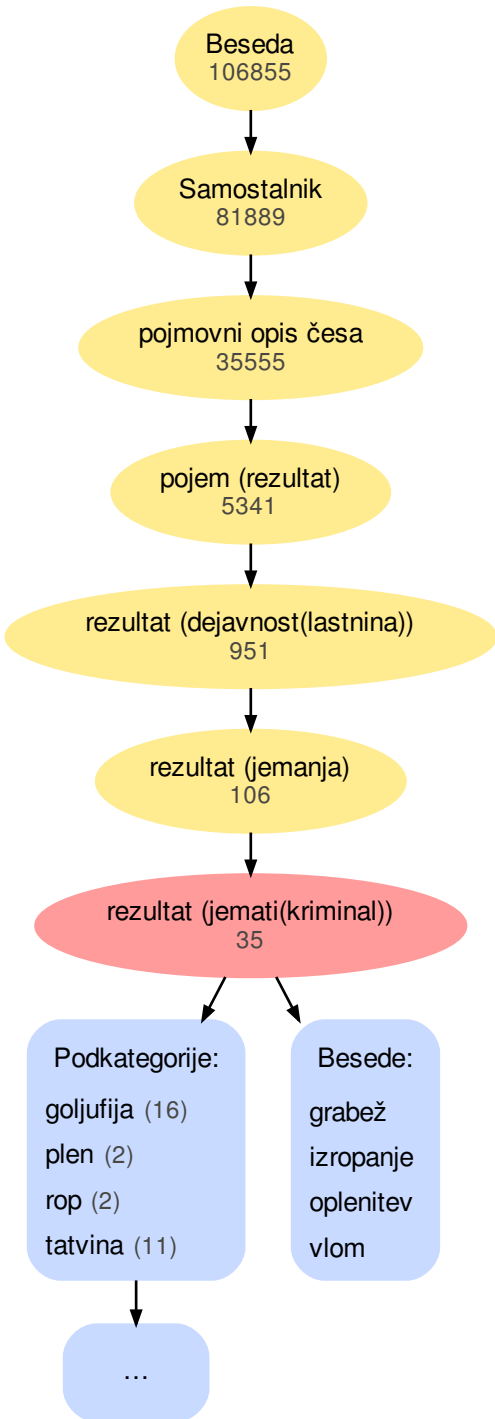 Beseda
106855
Samostalnik
81889
pojmovni opis česa
35555
pojem (rezultat)
5341
rezultat (dejavnost(lastnina))
951
rezultat (jemanja)
106
rezultat (jemati(kriminal))
35
Podkategorije:
goljufija (16)
plen (2)
rop (2)
tatvina (11)
Besede:
grabež
izropanje
oplenitev
vlom
...